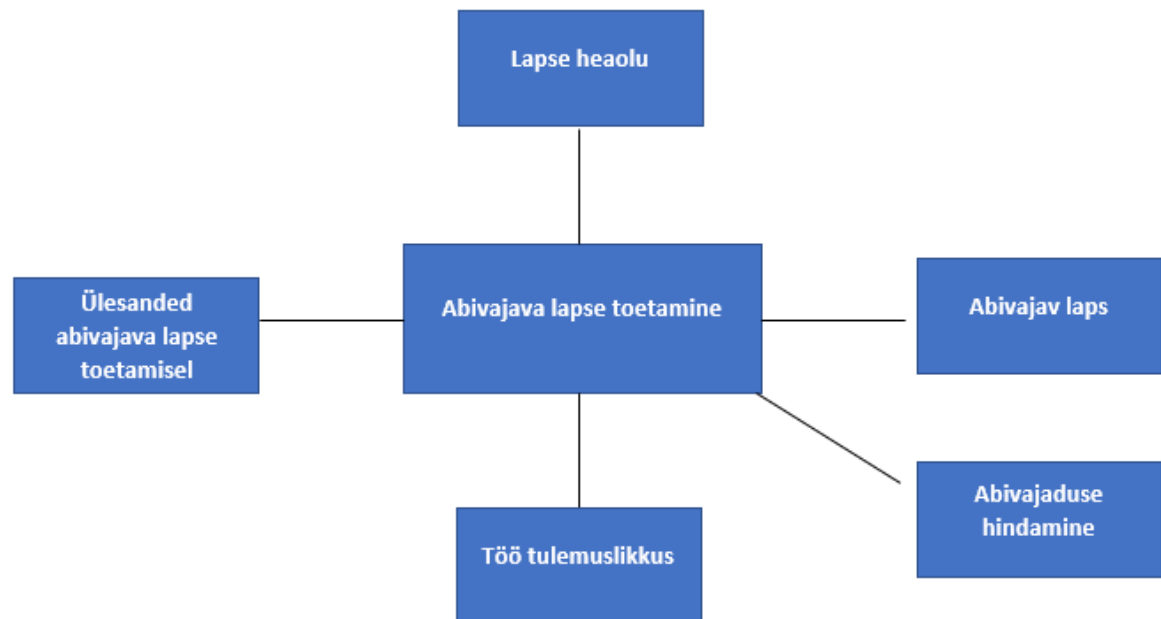 Lapse heaolu
Ülesanded
abivajava lapse
toetamisel
Abivajava lapse toetamine
Abivajav laps
Abivajaduse
hindamine
Töö tulemuslikkus